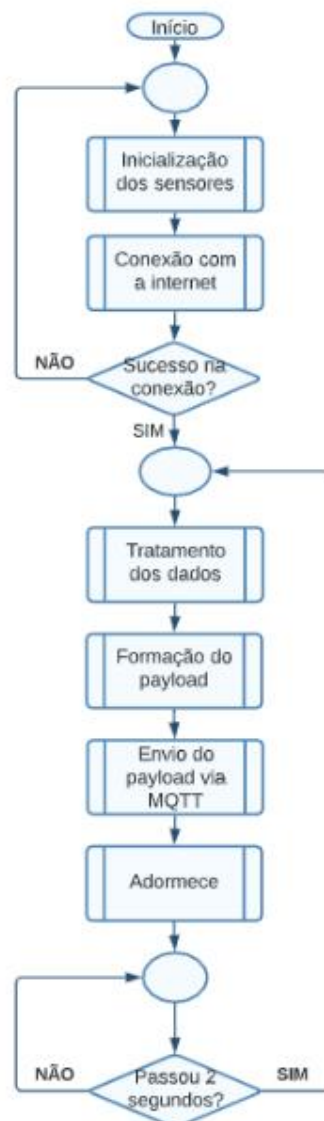 Início
Inicialização
dos sensores
Conexão com
a internet
NÃO
Sucesso na
conexão?
SIM
Tratamento
dos dados
Formação do
payload
Envio do
payload via
MQTT
Adormece
NÃO
Passou 2
segundos?
SIM